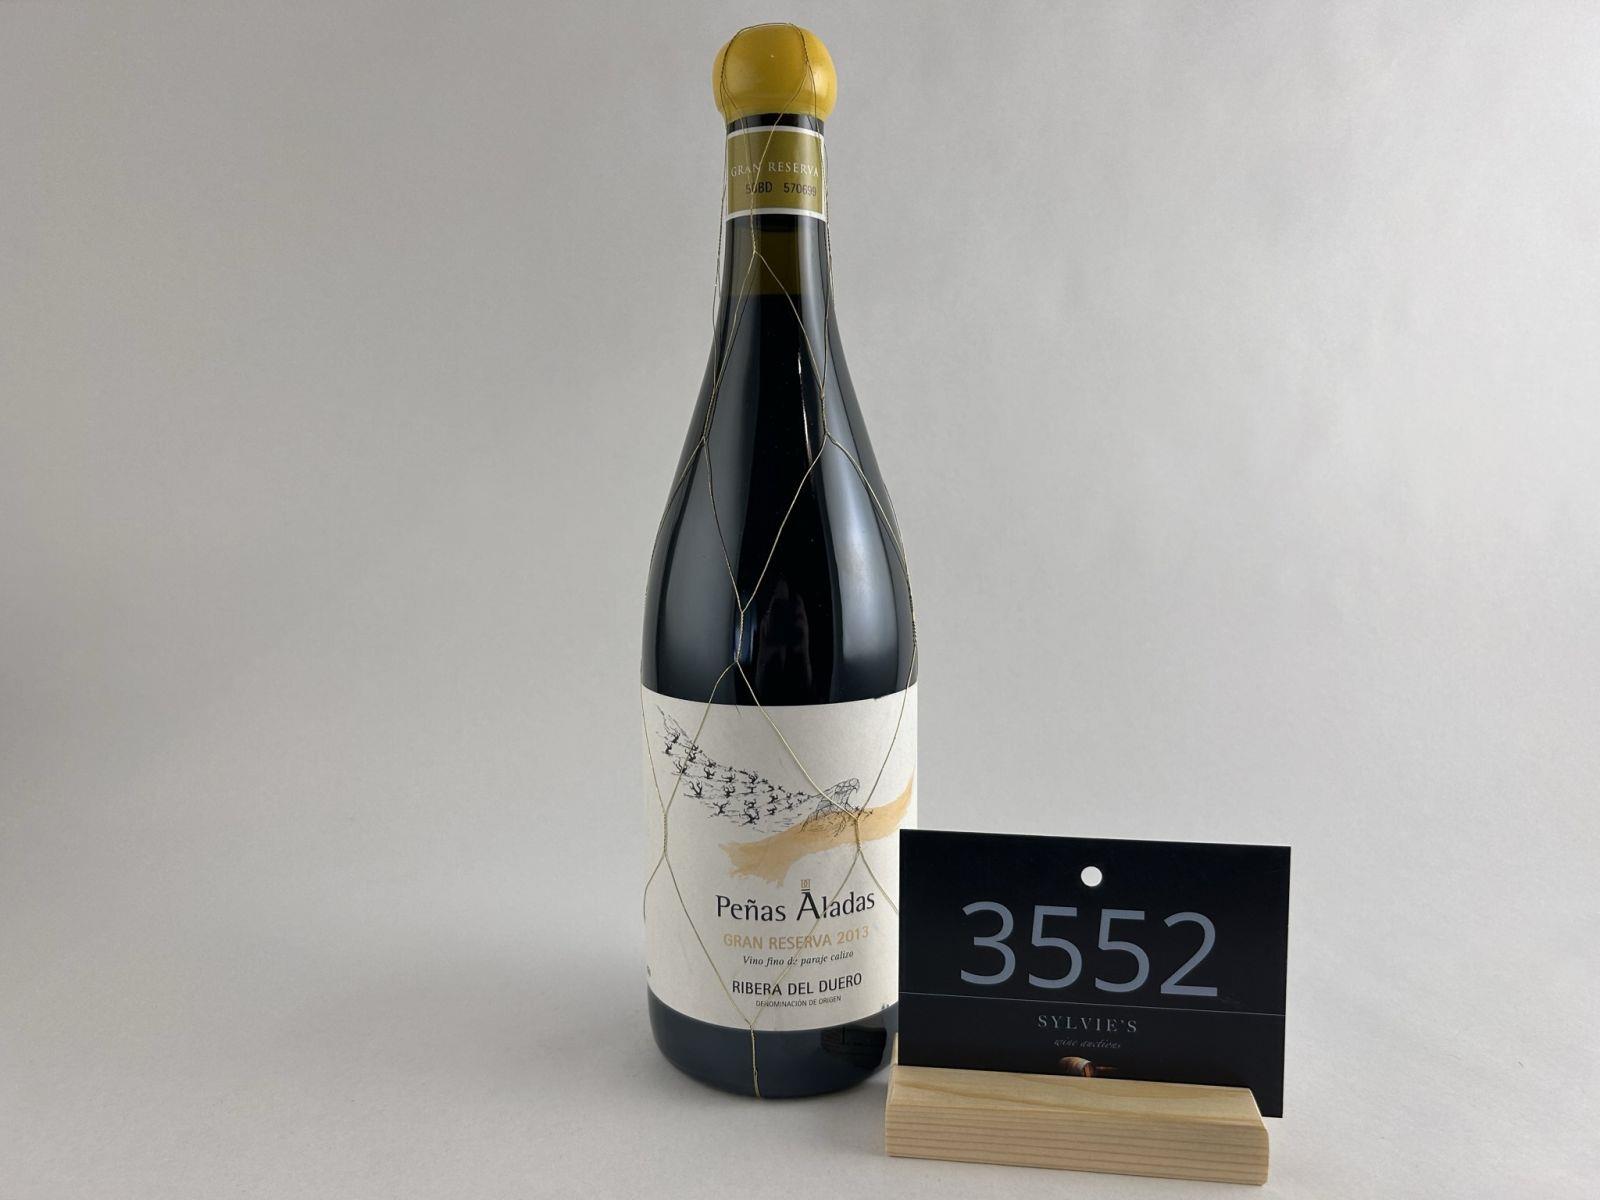 GRAN RESERVA
570699
Peñas Aladas
GRAN RESERVA 2013
Vino fino de paraje calizo
RIBERA DEL DUERO
DENOMINACIÓN DE ORIGEN
3552
SYLVIE'S
wine auctions